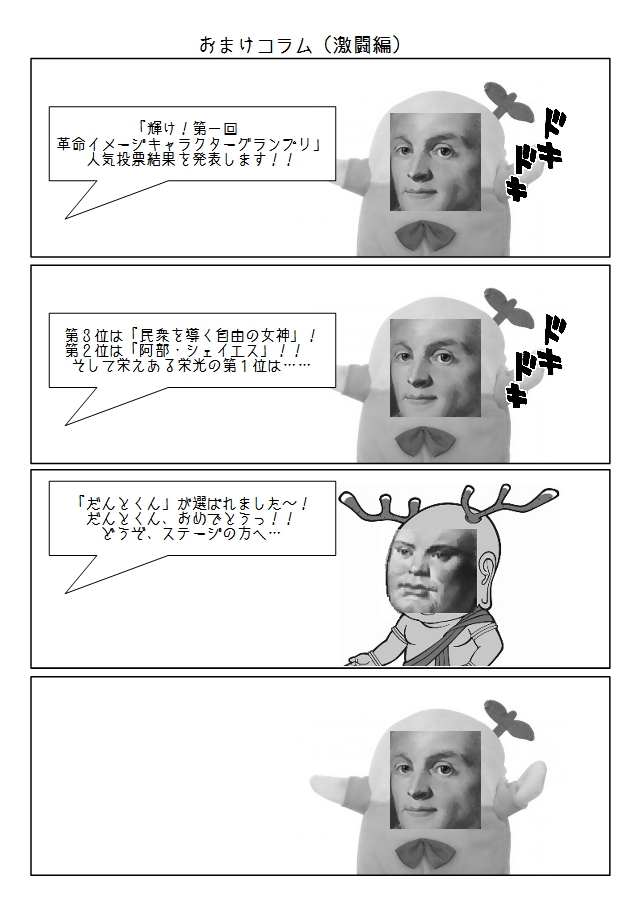 おまけコラム（激闘編）
「輝け！第一回
革命イメージキャラクターグランプリ」
人気投票結果を発表します！！
ジャキ
ジャキ
第３位は「民衆を導く自由の女神」！
第２位は「阿部・シェイエス」！！
そして栄えある栄光の第１位は……
「だんとくん」が選ばれました～！
だんとくん、おめでとうっ！！
どうぞ、ステージの方へ…